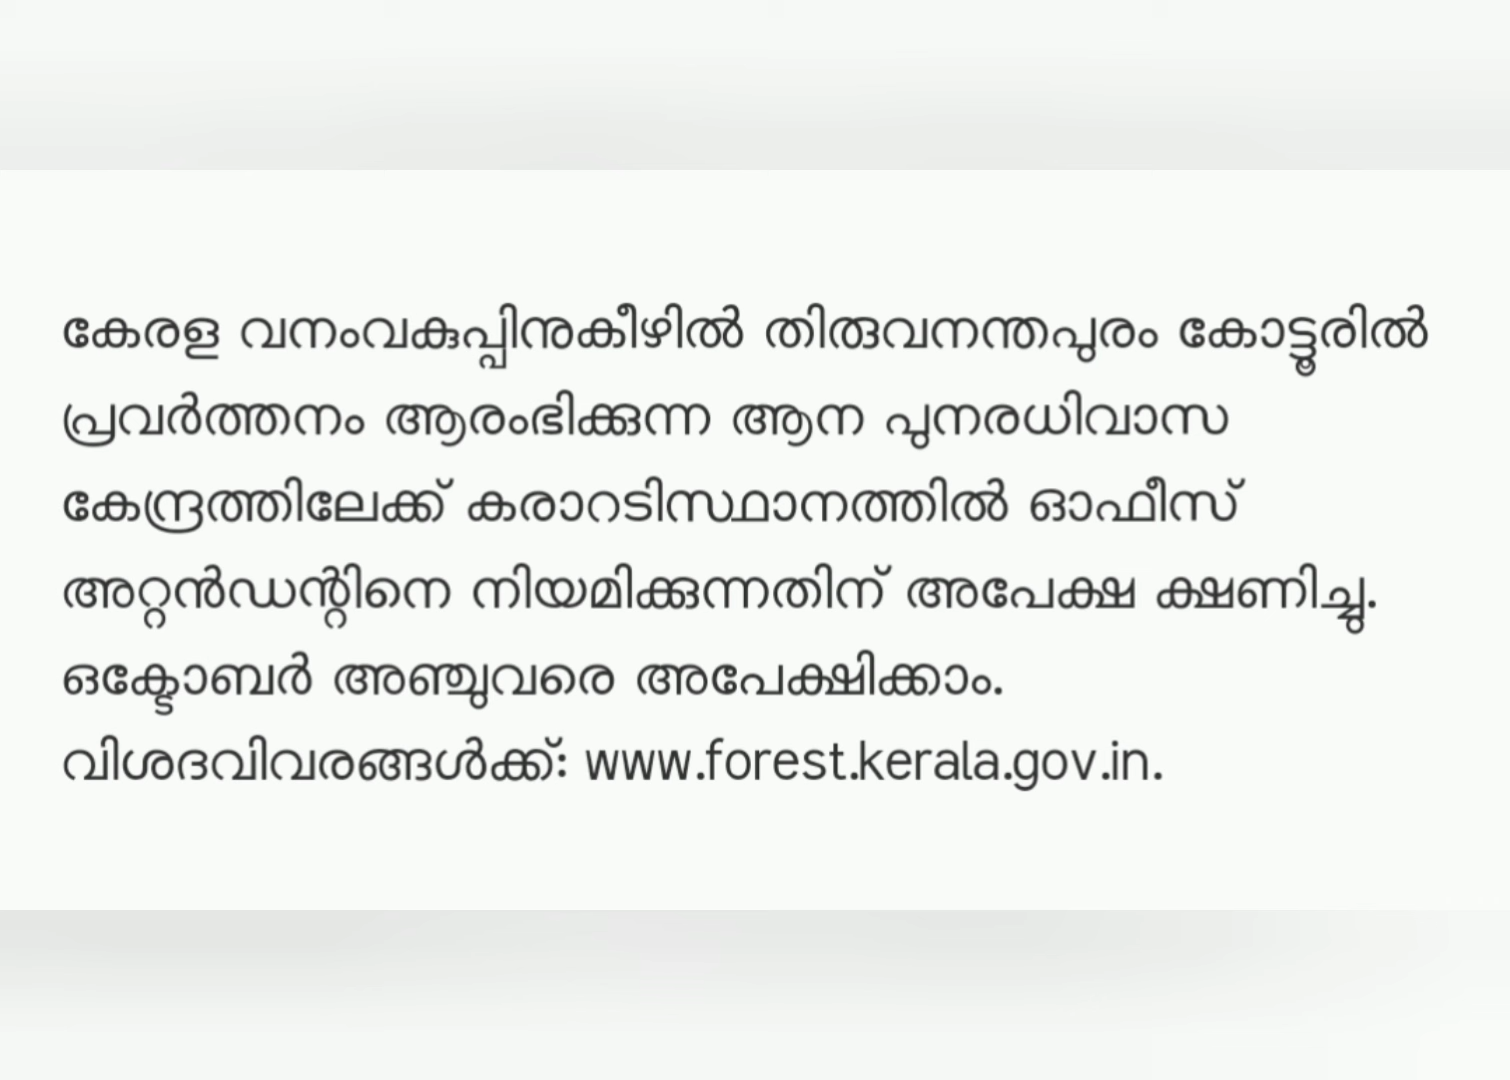 കേരള വനംവകുപ്പിനുകീഴിൽ തിരുവനന്തപുരം കോട്ടൂരിൽ
പ്രവർത്തനം ആരംഭിക്കുന്ന ആന പുനരധിവാസ
കേന്ദ്രത്തിലേക്ക് കരാറടിസ്ഥാനത്തിൽ ഓഫീസ്
അറ്റൻഡന്റിനെ നിയമിക്കുന്നതിന് അപേക്ഷ ക്ഷണിച്ചു.
ഒക്ടോബർ അഞ്ചുവരെ അപേക്ഷിക്കാം.
വിശദവിവരങ്ങൾക്ക്: www.forest.kerala.gov.in.